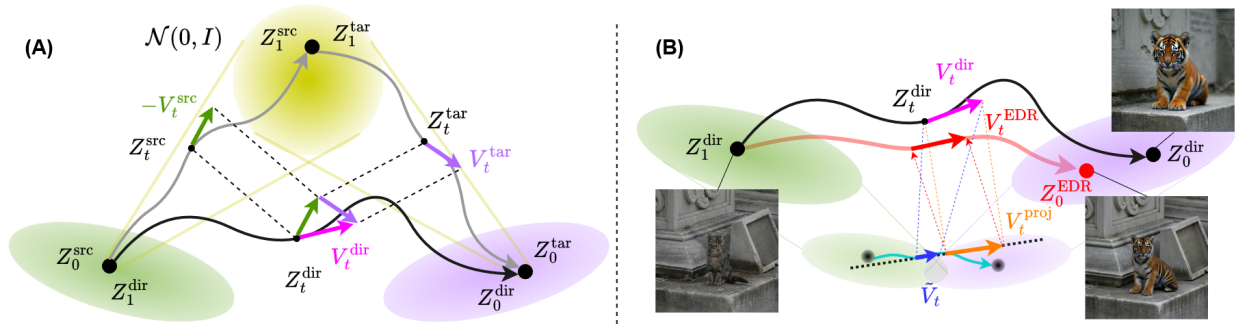 (A)
𝒩(0, I)
Z_1^src
Z_1^tar
−V_t^src
Z_t^src
Z_t^tar
V_t^tar
V_t^dir
Z_t^dir
Z_0^src
Z_1^dir
Z_0^tar
Z_0^dir
(B)
V_t^dir
Z_t^dir
V_t^EDR
Z_1^dir
Z_0^dir
Z_0^EDR
V_t^proj
Ṽ_t